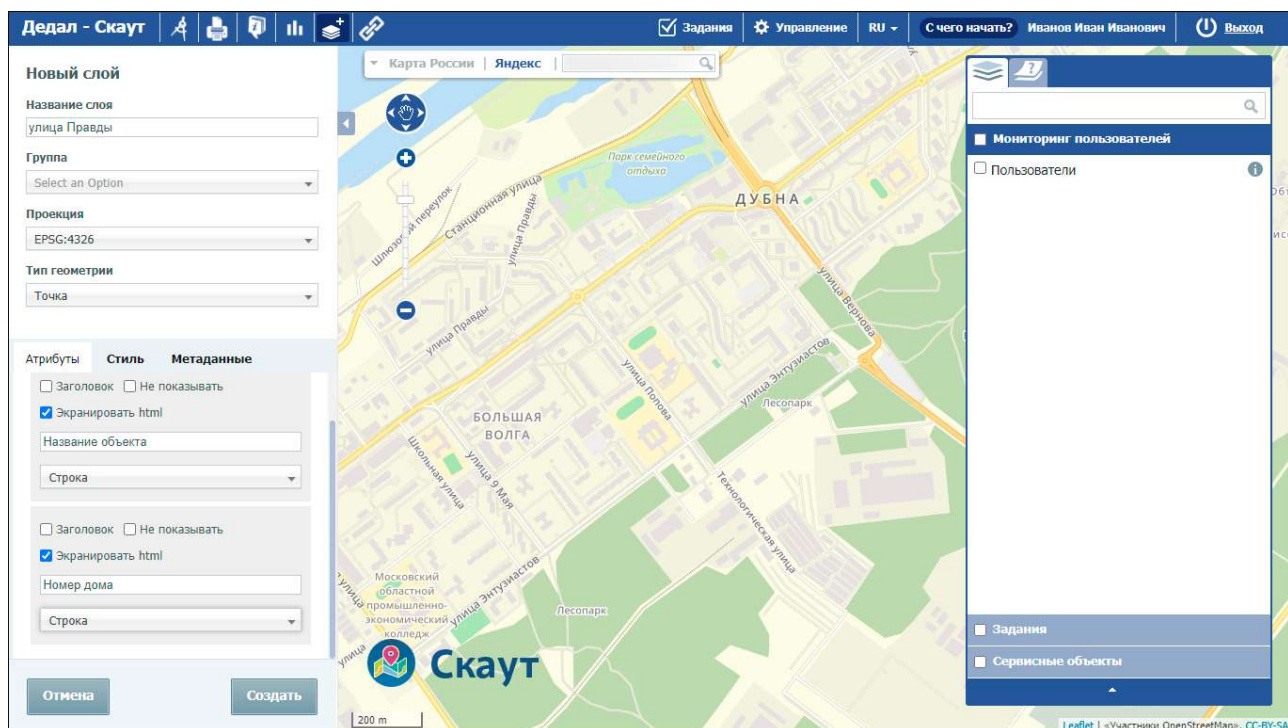 Дедал - Скаут
Задания
Управление
RU
С чего начать?
Иванов Иван Иванович
Выход
Новый слой
Название слоя
улица Правды
Группа
Select an Option
Проекция
EPSG:4326
Тип геометрии
Точка
Атрибуты Стиль Метаданные
Заголовок Не показывать
Экранировать html
Название объекта
Строка
Заголовок Не показывать
Экранировать html
Номер дома
Строка
Отмена Создать
Карта России | Яндекс |
Парк семейного
отдыха
ДУБНА
Шлюзовой переулок
Станционная улица
улица Правды
улица Правды
улица Вернова
улица Энтузиастов
Лесопарк
улица Попова
БОЛЬШАЯ
ВОЛГА
Школьная улица
улица 9 Мая
Технологическая улица
улица Энтузиастов
Московский
областной
промышленно-
экономический
колледж
Лесопарк
улица
Скаут
200 m
Мониторинг пользователей
Пользователи
Задания
Сервисные объекты
Leaflet | «Участники OpenStreetMap», CC-BY-SA